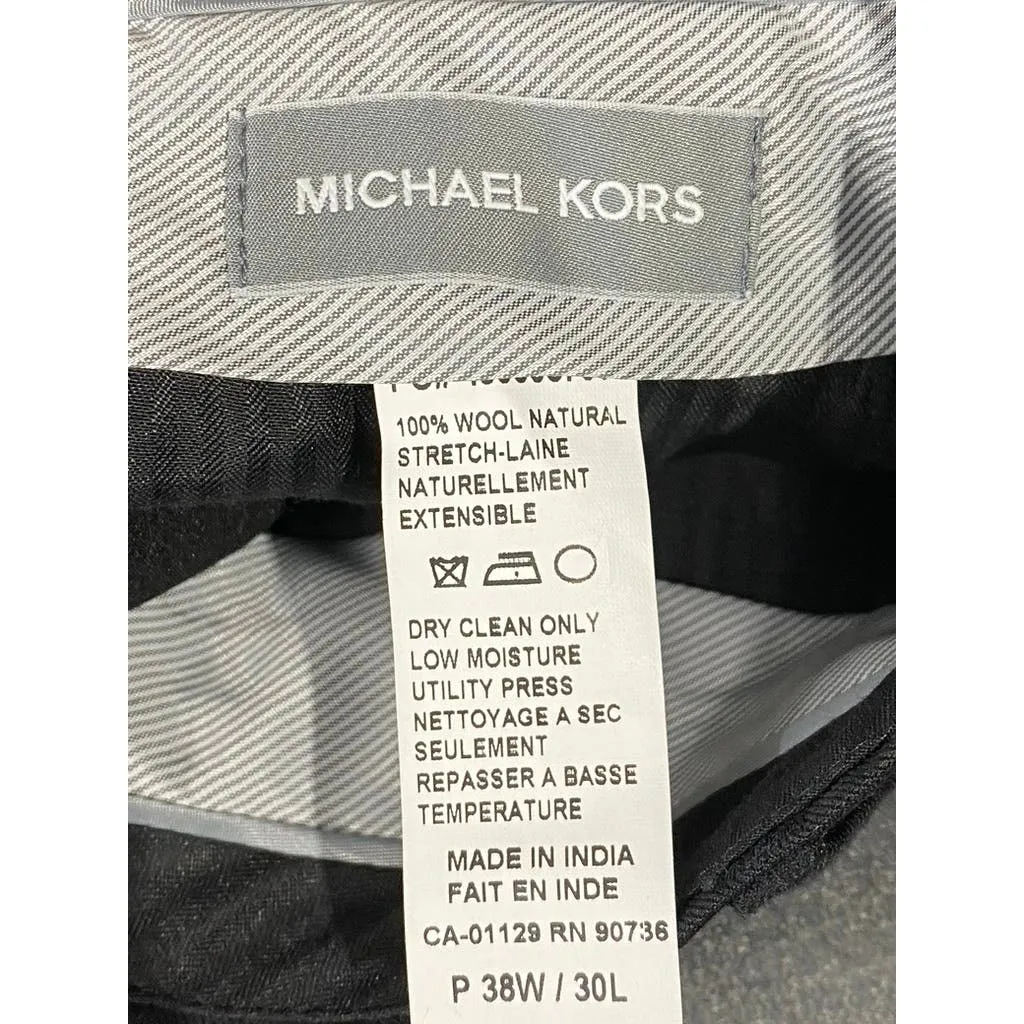 MICHAEL KORS
100% WOOL NATURAL
STRETCH-LAINE
NATURELLEMENT
EXTENSIBLE
DRY CLEAN ONLY
LOW MOISTURE
UTILITY PRESS
NETTOYAGE A SEC
SEULEMENT
REPASSER A BASSE
TEMPERATURE
MADE IN INDIA
FAIT EN INDE
CA-01129 RN 90736
P 38W / 30L